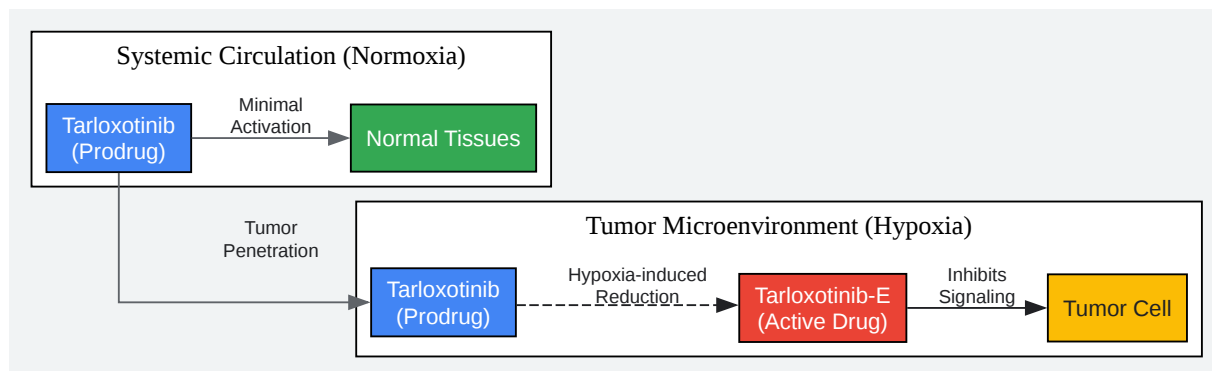 Systemic Circulation (Normoxia)
Tarloxotinib
(Prodrug)
Minimal
Activation
Normal Tissues
Tumor
Penetration
Tumor Microenvironment (Hypoxia)
Tarloxotinib
(Prodrug)
Hypoxia-induced
Reduction
Tarloxotinib-E
(Active Drug)
Inhibits
Signaling
Tumor Cell